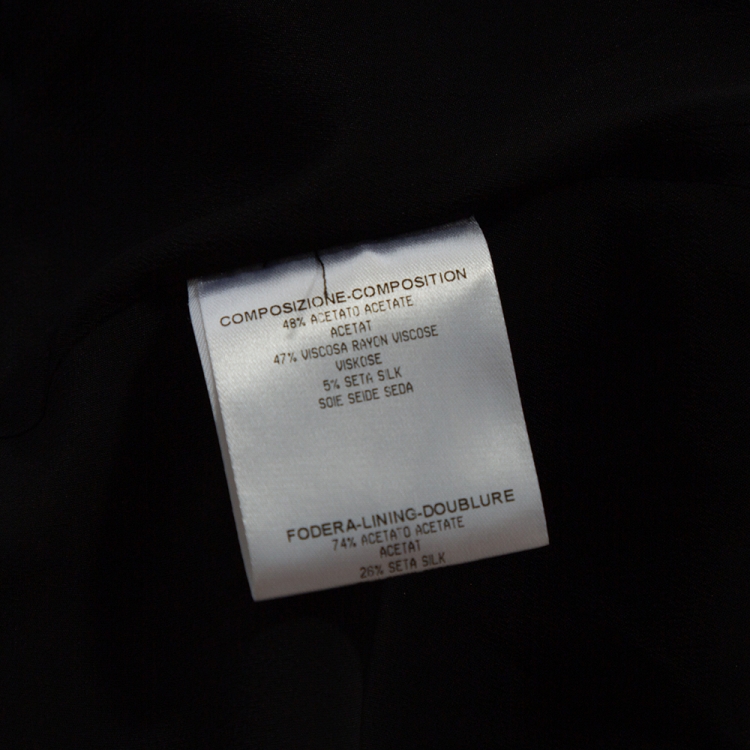 COMPOSIZIONE-COMPOSITION
48% ACETATO ACETATE
ACETAT
47% VISCOSA RAYON VISCOSE
VISKOSE
5% SETA SILK
SOIE SEIDE SEDA
FODERA-LINING-DOUBLURE
74% ACETATO ACETATE
ACETAT
26% SETA SILK